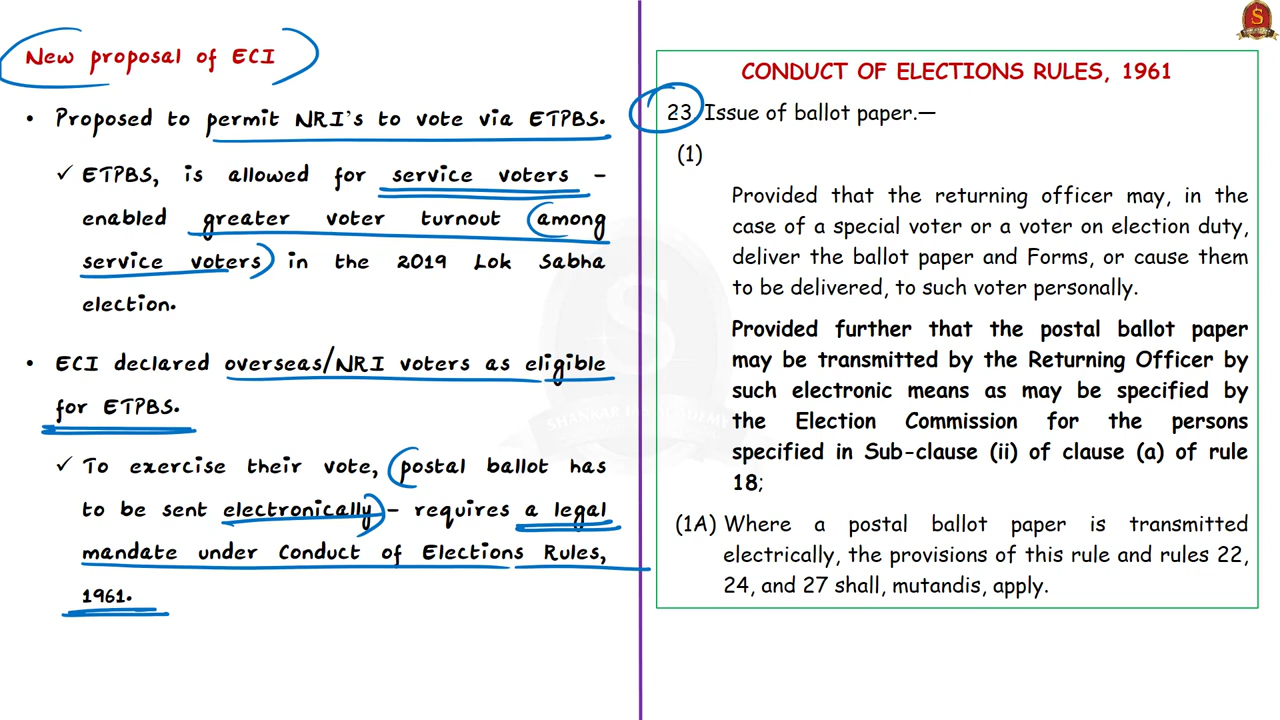 New proposal of ECI
• Proposed to permit NRI's to vote via ETPBS.
✓ ETPBS, is allowed for service voters –
enabled greater voter turnout (among
service voters) in the 2019 Lok Sabha
election.
• ECI declared overseas/NRI voters as eligible
for ETPBS.
✓ To exercise their vote, (postal ballot has
to be sent electronically) – requires a legal
mandate under Conduct of Elections Rules,
1961.
CONDUCT OF ELECTIONS RULES, 1961
23. Issue of ballot paper.—
(1)
Provided that the returning officer may, in the
case of a special voter or a voter on election duty,
deliver the ballot paper and Forms, or cause them
to be delivered, to such voter personally.
Provided further that the postal ballot paper
may be transmitted by the Returning Officer by
such electronic means as may be specified by
the Election Commission for the persons
specified in Sub-clause (ii) of clause (a) of rule
18;
(1A) Where a postal ballot paper is transmitted
electrically, the provisions of this rule and rules 22,
24, and 27 shall, mutandis, apply.